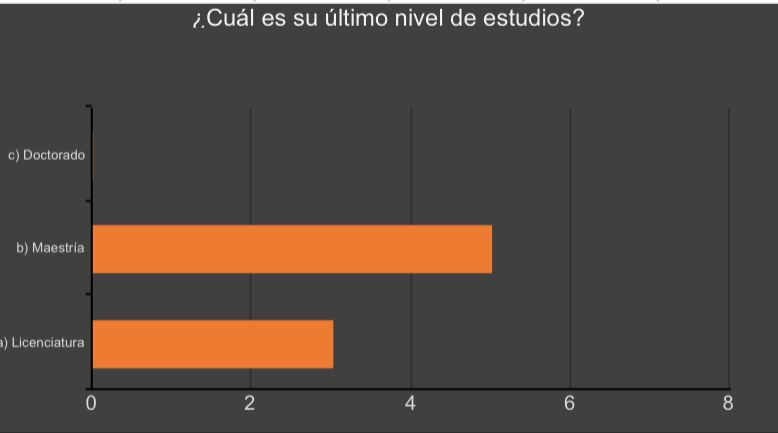 ¿Cuál es su último nivel de estudios?
c) Doctorado
b) Maestría
a) Licenciatura
0 2 4 6 8